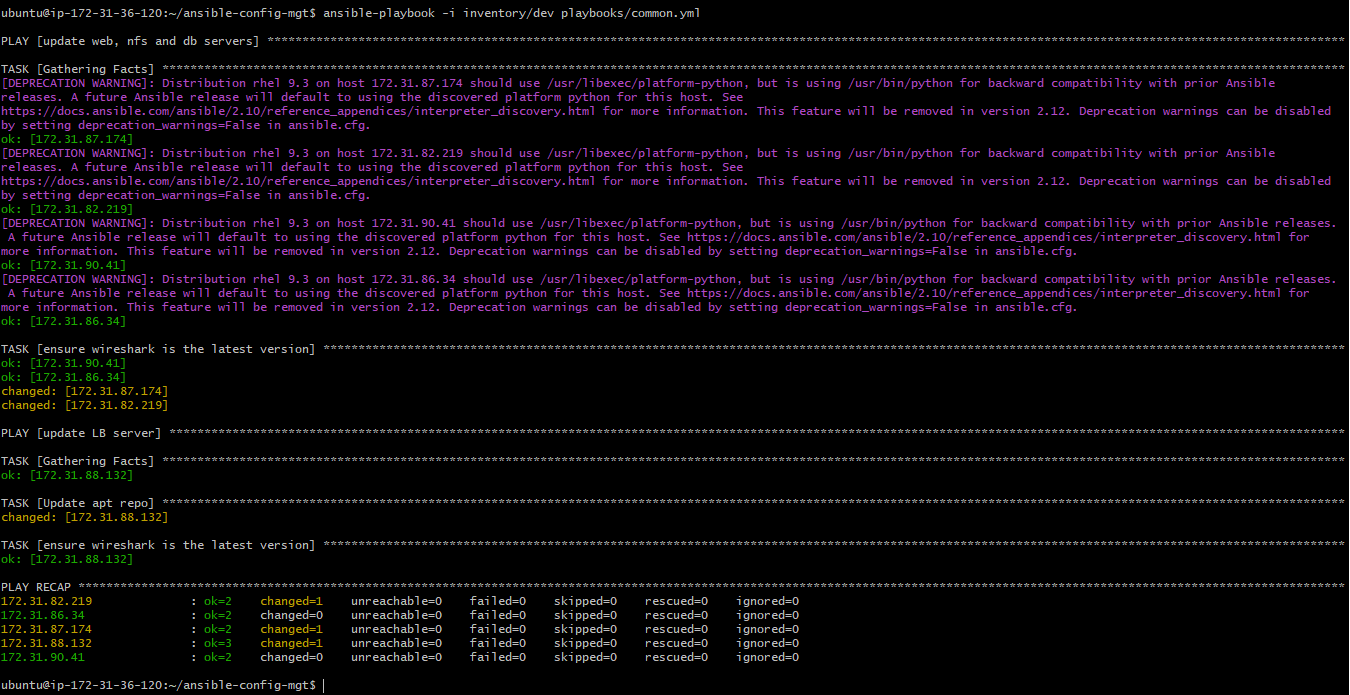 ubuntu@ip-172-31-36-120:~/ansible-config-mgt$ ansible-playbook -i inventory/dev playbooks/common.yml
PLAY [update web, nfs and db servers] **********************************************************************************************************************************************************
TASK [Gathering Facts] *************************************************************************************************************************************************************************
[DEPRECATION WARNING]: Distribution rhel 9.3 on host 172.31.87.174 should use /usr/libexec/platform-python, but is using /usr/bin/python for backward compatibility with prior Ansible
releases. A future Ansible release will default to using the discovered platform python for this host. See
https://docs.ansible.com/ansible/2.10/reference_appendices/interpreter_discovery.html for more information. This feature will be removed in version 2.12. Deprecation warnings can be disabled
by setting deprecation_warnings=False in ansible.cfg.
ok: [172.31.87.174]
[DEPRECATION WARNING]: Distribution rhel 9.3 on host 172.31.82.219 should use /usr/libexec/platform-python, but is using /usr/bin/python for backward compatibility with prior Ansible
releases. A future Ansible release will default to using the discovered platform python for this host. See
https://docs.ansible.com/ansible/2.10/reference_appendices/interpreter_discovery.html for more information. This feature will be removed in version 2.12. Deprecation warnings can be disabled
by setting deprecation_warnings=False in ansible.cfg.
ok: [172.31.82.219]
[DEPRECATION WARNING]: Distribution rhel 9.3 on host 172.31.90.41 should use /usr/libexec/platform-python, but is using /usr/bin/python for backward compatibility with prior Ansible releases.
 A future Ansible release will default to using the discovered platform python for this host. See https://docs.ansible.com/ansible/2.10/reference_appendices/interpreter_discovery.html for
more information. This feature will be removed in version 2.12. Deprecation warnings can be disabled by setting deprecation_warnings=False in ansible.cfg.
ok: [172.31.90.41]
[DEPRECATION WARNING]: Distribution rhel 9.3 on host 172.31.86.34 should use /usr/libexec/platform-python, but is using /usr/bin/python for backward compatibility with prior Ansible releases.
 A future Ansible release will default to using the discovered platform python for this host. See https://docs.ansible.com/ansible/2.10/reference_appendices/interpreter_discovery.html for
more information. This feature will be removed in version 2.12. Deprecation warnings can be disabled by setting deprecation_warnings=False in ansible.cfg.
ok: [172.31.86.34]
TASK [ensure wireshark is the latest version] **************************************************************************************************************************************************
ok: [172.31.90.41]
ok: [172.31.86.34]
changed: [172.31.87.174]
changed: [172.31.82.219]
PLAY [update LB server] ************************************************************************************************************************************************************************
TASK [Gathering Facts] *************************************************************************************************************************************************************************
ok: [172.31.88.132]
TASK [Update apt repo] *************************************************************************************************************************************************************************
changed: [172.31.88.132]
TASK [ensure wireshark is the latest version] **************************************************************************************************************************************************
ok: [172.31.88.132]
PLAY RECAP *************************************************************************************************************************************************************************************
172.31.82.219              : ok=2    changed=1    unreachable=0    failed=0    skipped=0    rescued=0    ignored=0
172.31.86.34               : ok=2    changed=0    unreachable=0    failed=0    skipped=0    rescued=0    ignored=0
172.31.87.174              : ok=2    changed=1    unreachable=0    failed=0    skipped=0    rescued=0    ignored=0
172.31.88.132              : ok=3    changed=1    unreachable=0    failed=0    skipped=0    rescued=0    ignored=0
172.31.90.41               : ok=2    changed=0    unreachable=0    failed=0    skipped=0    rescued=0    ignored=0
ubuntu@ip-172-31-36-120:~/ansible-config-mgt$